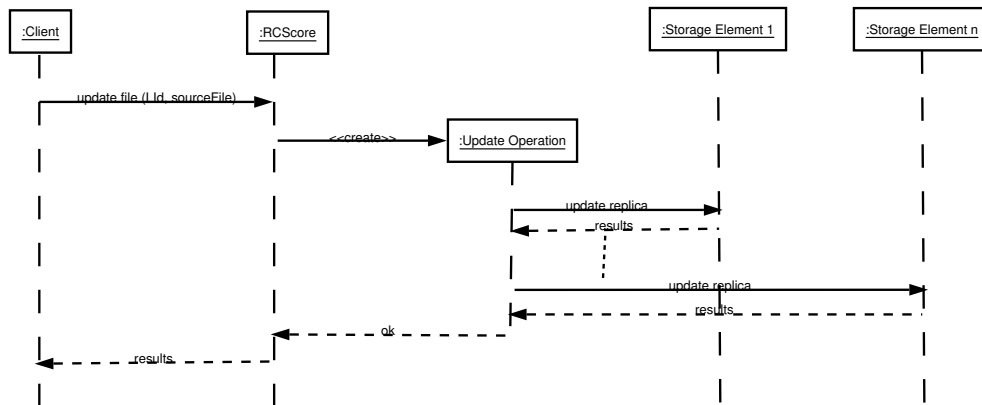 :Client
:RCScore
:Storage Element 1
:Storage Element n
update file (LId, sourceFile)
<<create>>
:Update Operation
update replica
results
update replica
results
ok
results